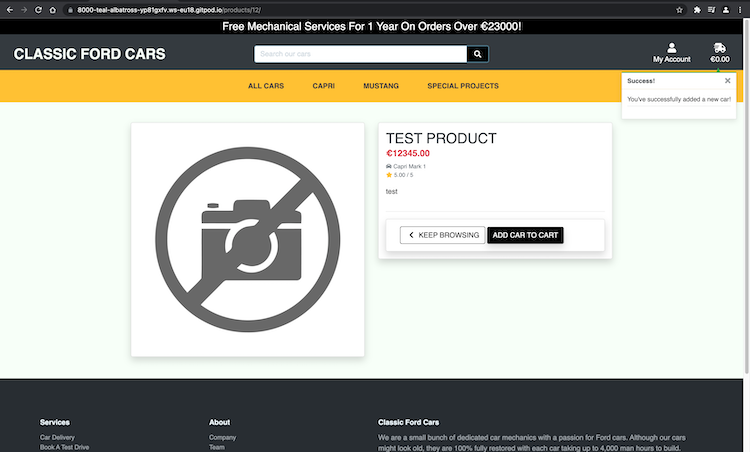 8000-teal-albatross-yp81gxfv.ws-eu18.gitpod.io/products/12/
Free Mechanical Services For 1 Year On Orders Over €23000!
CLASSIC FORD CARS
Search our cars
My Account
€0.00
ALL CARS
CAPRI
MUSTANG
SPECIAL PROJECTS
Success!
×
You've successfully added a new car!
TEST PRODUCT
€12345.00
Capri Mark 1
5.00 / 5
test
KEEP BROWSING
ADD CAR TO CART
Services
Car Delivery
Book A Test Drive
About
Company
Team
Classic Ford Cars
We are a small bunch of dedicated car mechanics with a passion for Ford cars. Although our cars
might look old, they are 100% fully restored with each car taking up to 4,000 man hours to build.